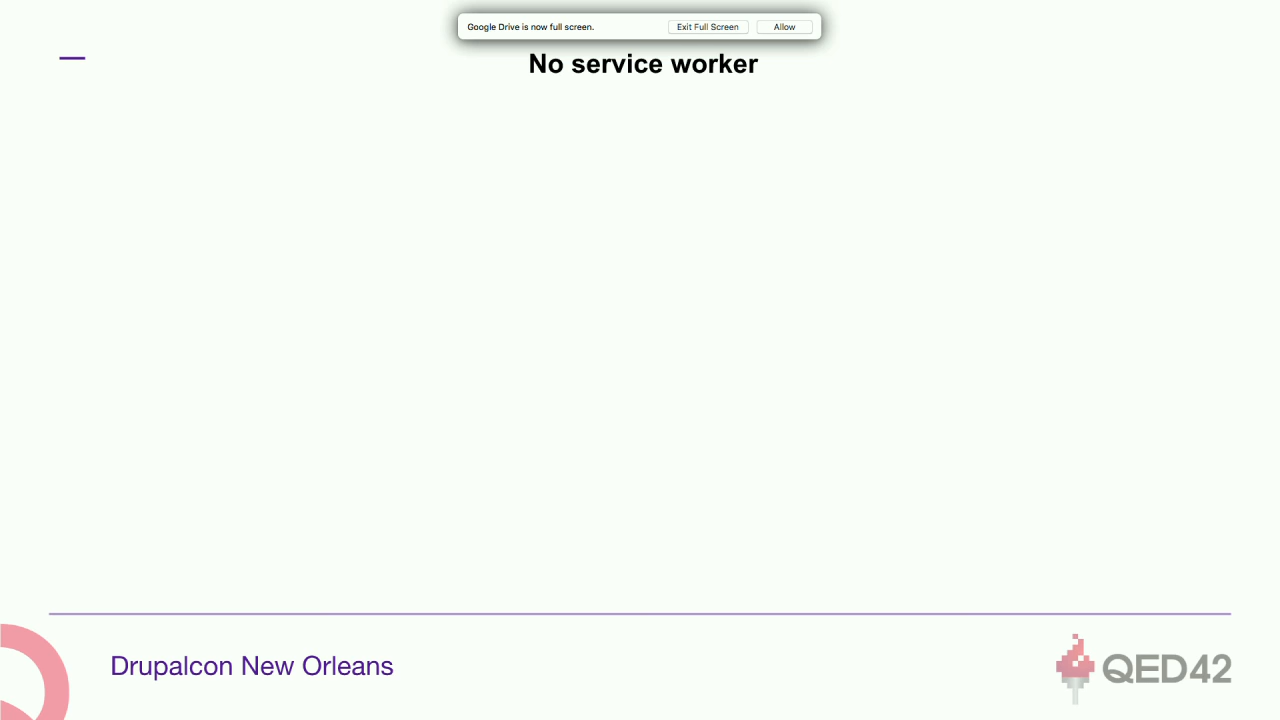 Google Drive is now full screen.
Exit Full Screen
Allow
No service worker
Drupalcon New Orleans
QED42